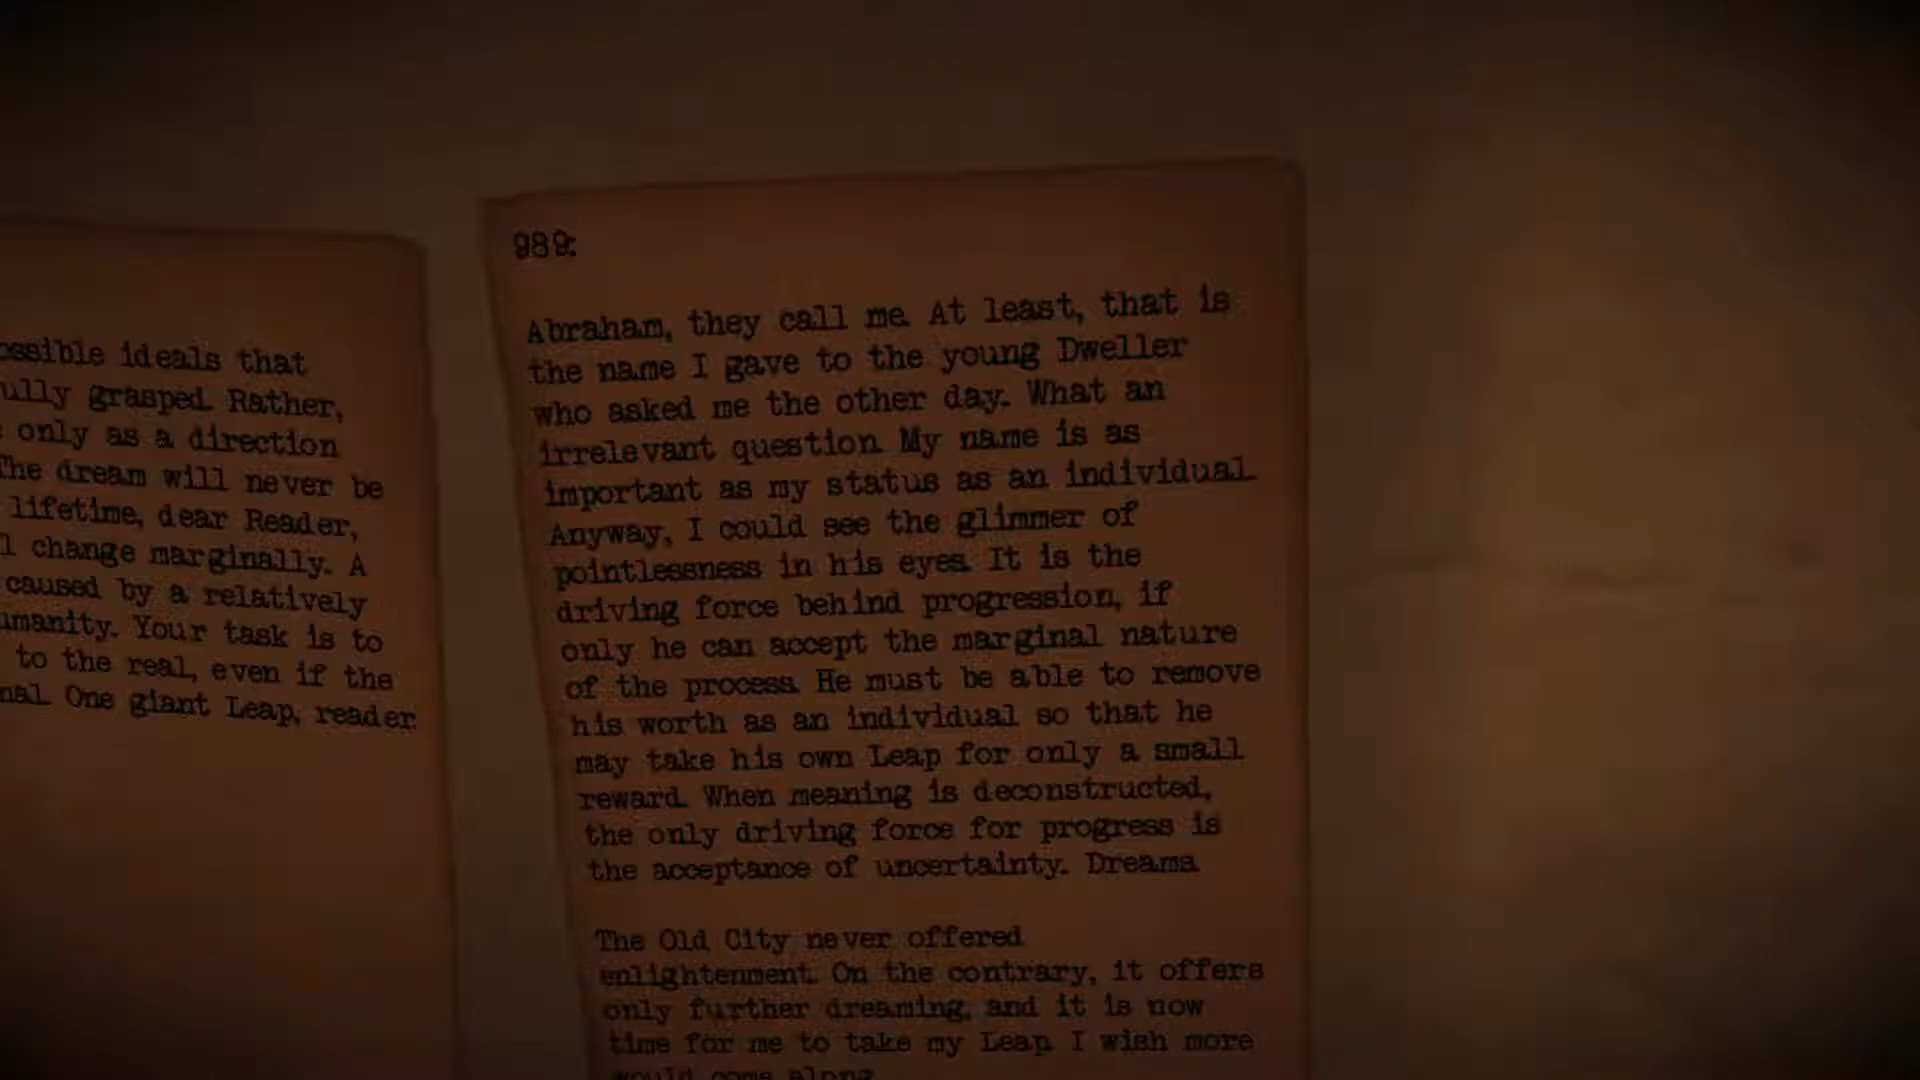 ossible ideals that
ully grasped. Rather,
only as a direction
The dream will never be
lifetime, dear Reader,
l change marginally. A
caused by a relatively
umanity. Your task is to
to the real, even if the
nal. One giant Leap, reader.
989:
Abraham, they call me. At least, that is
the name I gave to the young Dweller
who asked me the other day. What an
irrelevant question. My name is as
important as my status as an individual.
Anyway, I could see the glimmer of
pointlessness in his eyes. It is the
driving force behind progression, if
only he can accept the marginal nature
of the process. He must be able to remove
his worth as an individual so that he
may take his own Leap for only a small
reward. When meaning is deconstructed,
the only driving force for progress is
the acceptance of uncertainty. Dreams.
The Old City never offered
enlightenment. On the contrary, it offers
only further dreaming, and it is now
time for me to take my Leap. I wish more
would come along